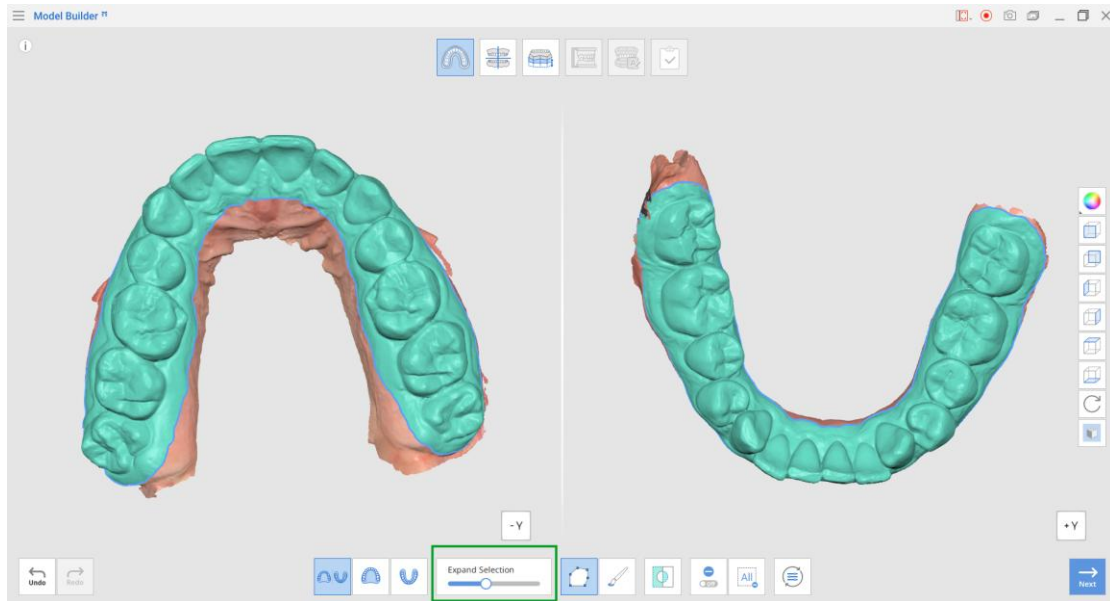 Model Builder
i
- Y
+ Y
Undo
Redo
Expand Selection
All
Next